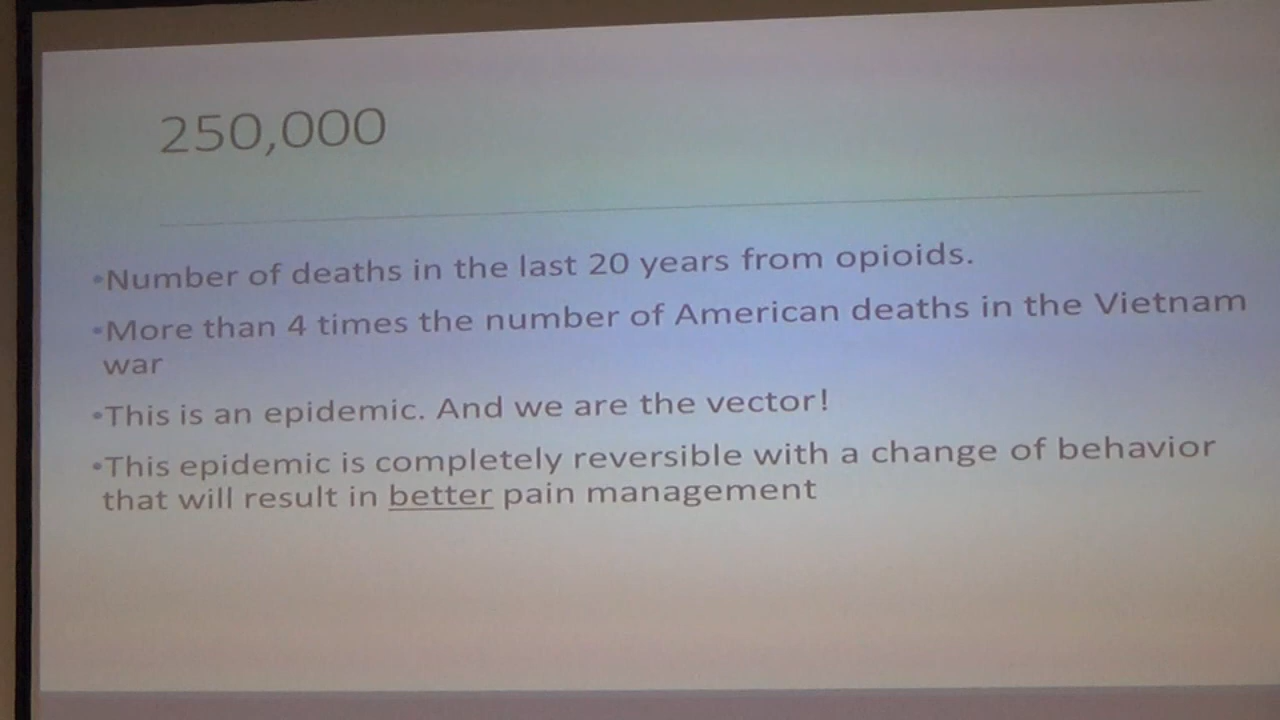 250,000
•Number of deaths in the last 20 years from opioids.
•More than 4 times the number of American deaths in the Vietnam
war
•This is an epidemic. And we are the vector!
•This epidemic is completely reversible with a change of behavior
that will result in better pain management